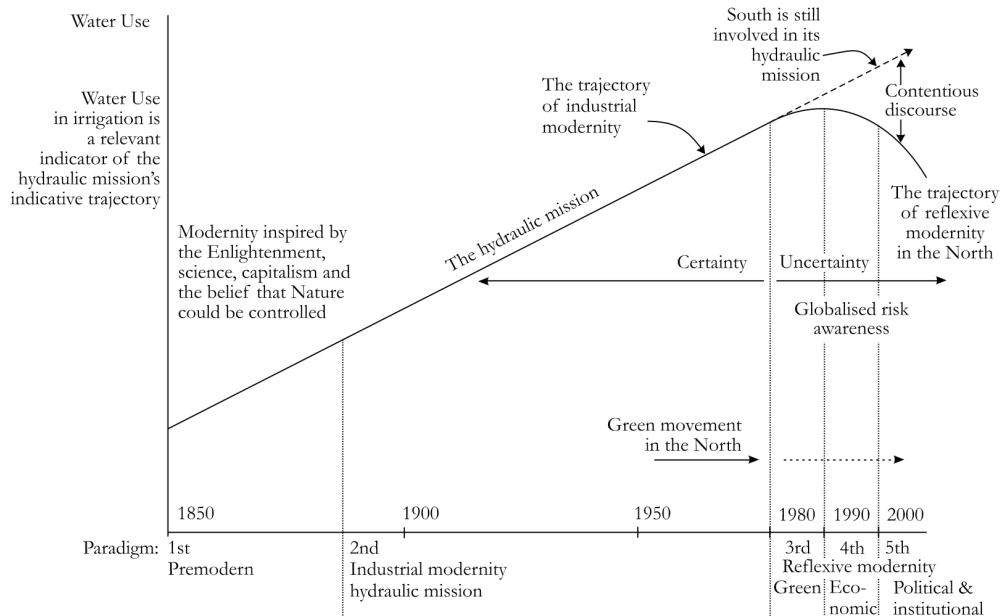 Water Use
Water Use
in irrigation is
a relevant
indicator of the
hydraulic mission's
indicative trajectory
Modernity inspired by
the Enlightenment,
science, capitalism and
the belief that Nature
could be controlled
The hydraulic mission
The trajectory
of industrial
modernity
South is still
involved in its
hydraulic
mission
Contentious
discourse
The trajectory
of reflexive
modernity
in the North
Certainty
Uncertainty
Globalised risk
awareness
Green movement
in the North
1850
1900
1950
1980
1990
2000
Paradigm:
1st
Premodern
2nd
Industrial modernity
hydraulic mission
3rd
4th
5th
Reflexive modernity
Green
Eco-
nomic
Political &
institutional